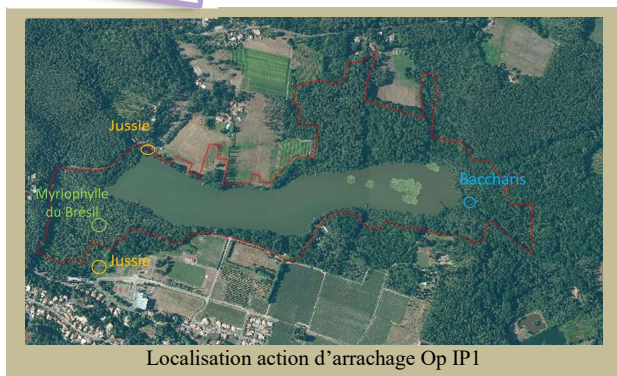 Jussie
Baccharis
Myriophylle
du Brésil
Jussie
Localisation action d'arrachage Op IP1